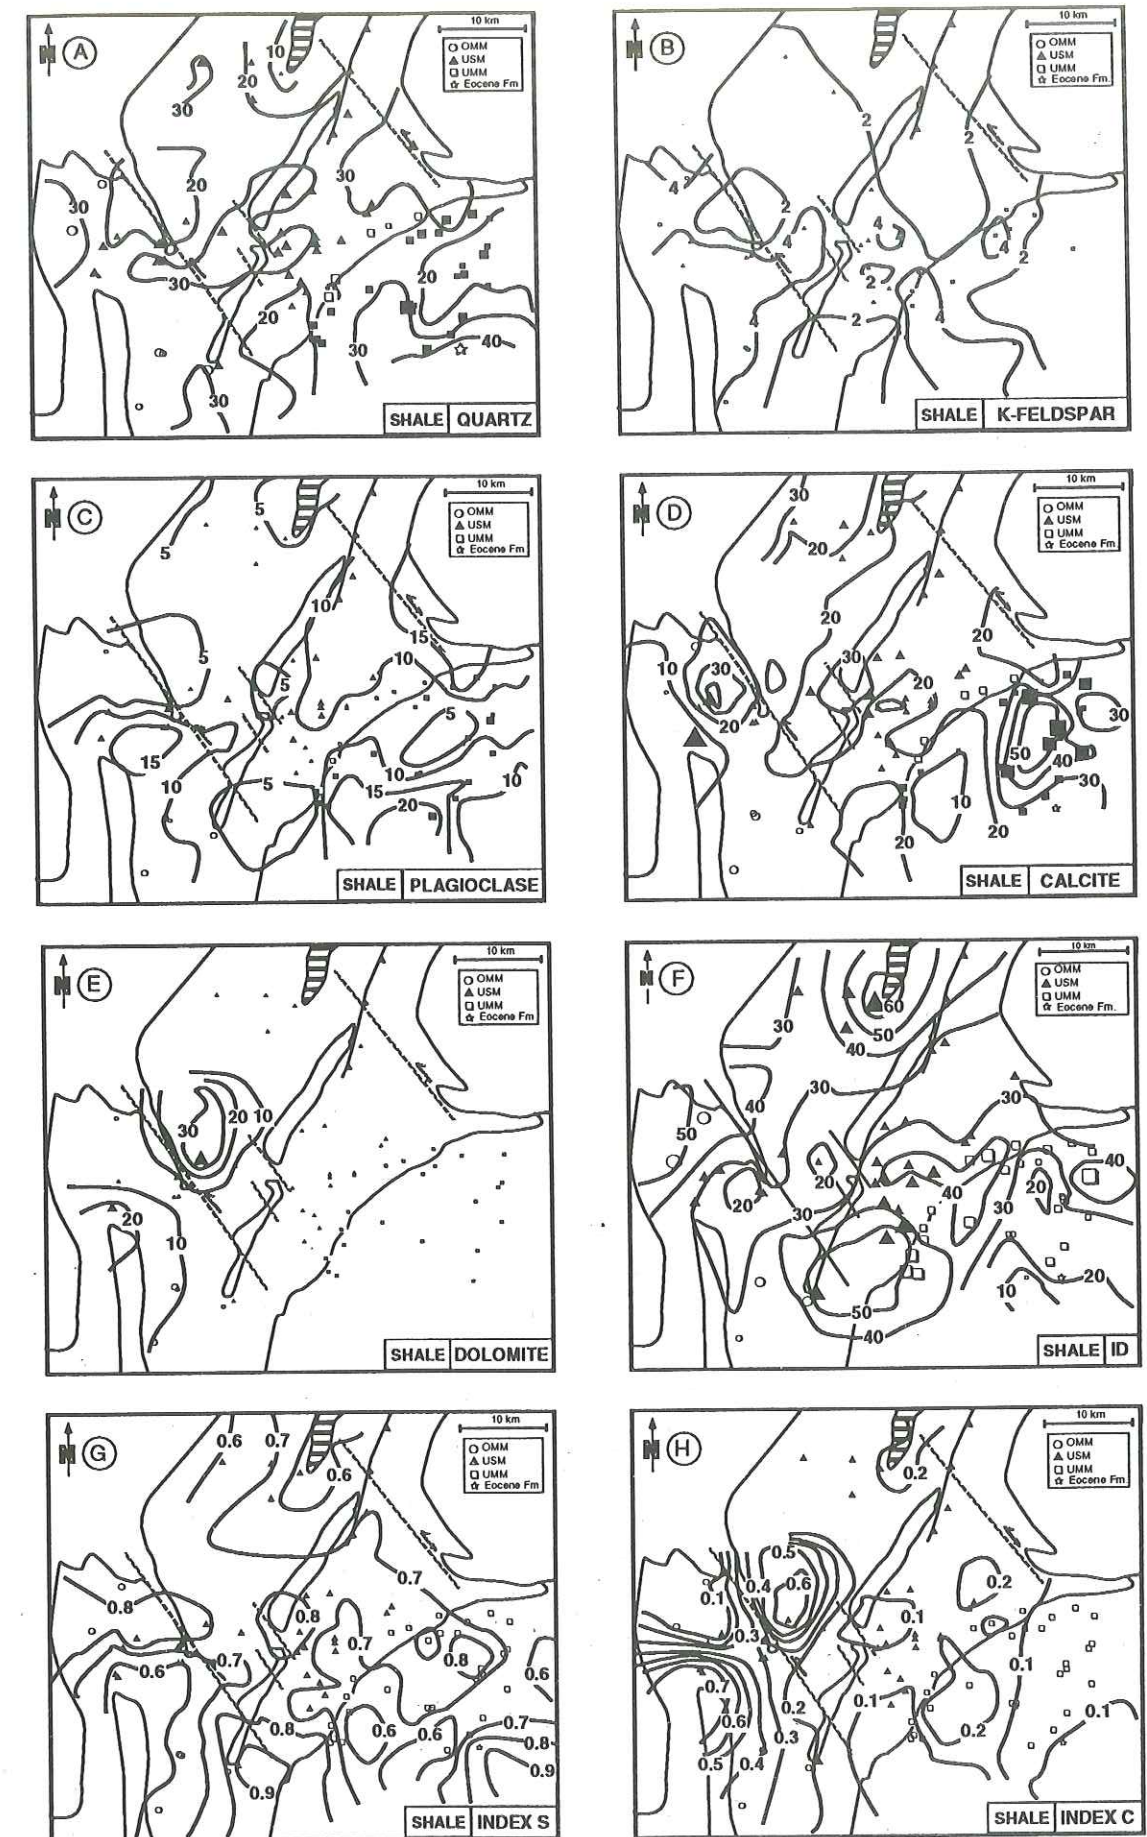 N A
10 km
OMM
USM
UMM
Eocene Fm
10
20
30
20
30
30
30
20
20
30
40
30
SHALE QUARTZ
N B
10 km
OMM
USM
UMM
Eocene Fm.
2
2
4
2
4
4
4
2
2
4
2
4
SHALE K-FELDSPAR
N C
10 km
OMM
USM
UMM
Eocene Fm
5
5
10
15
5
10
5
5
15
10
5
10
15
10
20
SHALE PLAGIOCLASE
N D
10 km
OMM
USM
UMM
Eocene Fm
30
20
20
20
10
30
30
20
20
30
50
40
30
10
20
20
SHALE CALCITE
N E
10 km
OMM
USM
UMM
Eocene Fm
20
10
30
20
10
SHALE DOLOMITE
N F
10 km
OMM
USM
UMM
Eocene Fm.
60
30
50
40
30
40
30
50
40
20
20
20
40
30
30
10
20
50
40
SHALE ID
N G
10 km
OMM
USM
UMM
Eocene Fm
0.6
0.7
0.6
0.7
0.8
0.8
0.7
0.8
0.6
0.7
0.6
0.8
0.6
0.6
0.7
0.8
0.9
0.9
SHALE INDEX S
N H
10 km
OMM
USM
UMM
Eocene Fm
0.2
0.5
0.4
0.6
0.2
0.1
0.1
0.3
0.1
0.7
0.1
0.2
0.6
0.1
0.3
0.2
0.5
0.4
SHALE INDEX C